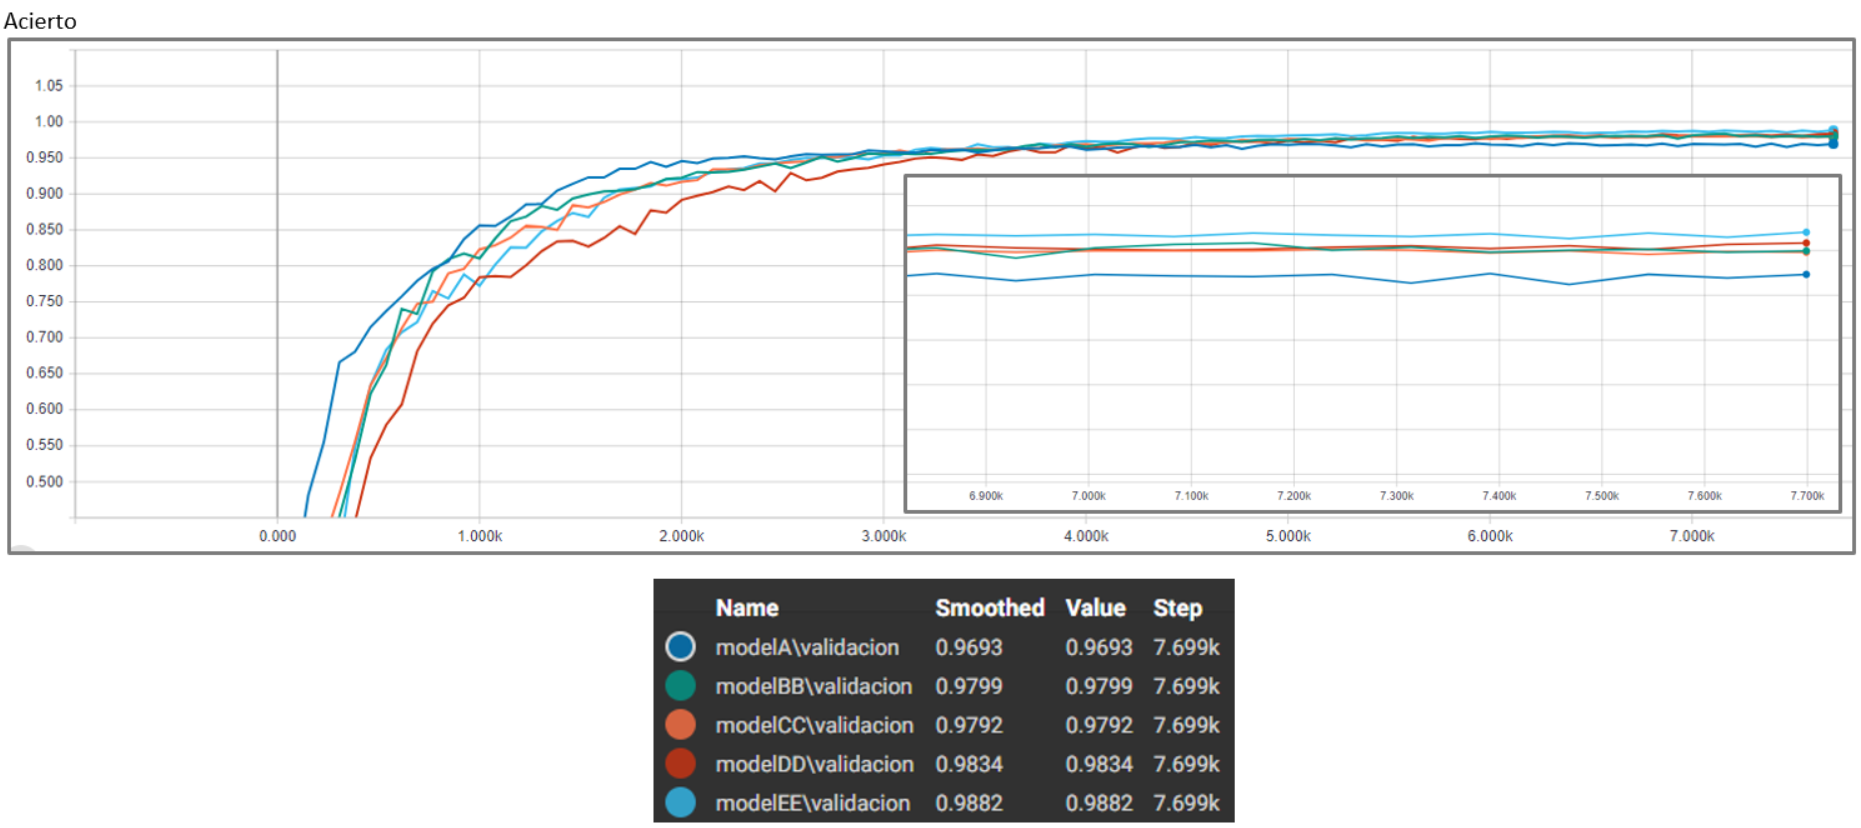 Acierto
1.05
1.00
0.950
0.900
0.850
0.800
0.750
0.700
0.650
0.600
0.550
0.500
6.900k 7.000k 7.100k 7.200k 7.300k 7.400k 7.500k 7.600k 7.700k
0.000 1.000k 2.000k 3.000k 4.000k 5.000k 6.000k 7.000k
Name Smoothed Value Step
modelA\validacion 0.9693 0.9693 7.699k
modelBB\validacion 0.9799 0.9799 7.699k
modelCC\validacion 0.9792 0.9792 7.699k
modelDD\validacion 0.9834 0.9834 7.699k
modelEE\validacion 0.9882 0.9882 7.699k